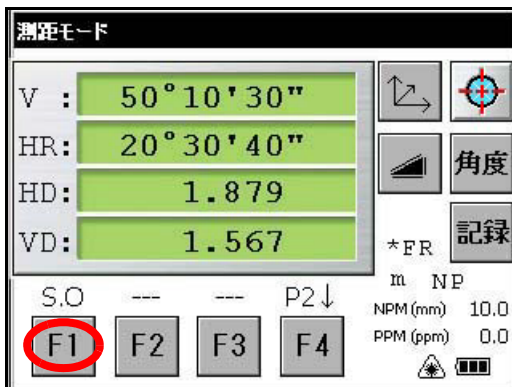 測距モード
V : 50°10'30"
HR: 20°30'40"
HD: 1.879
VD: 1.567
角度
記録
*FR
m NP
NPM (mm) 10.0
PPM (ppm) 0.0
S.O --- --- P2↓
F1 F2 F3 F4